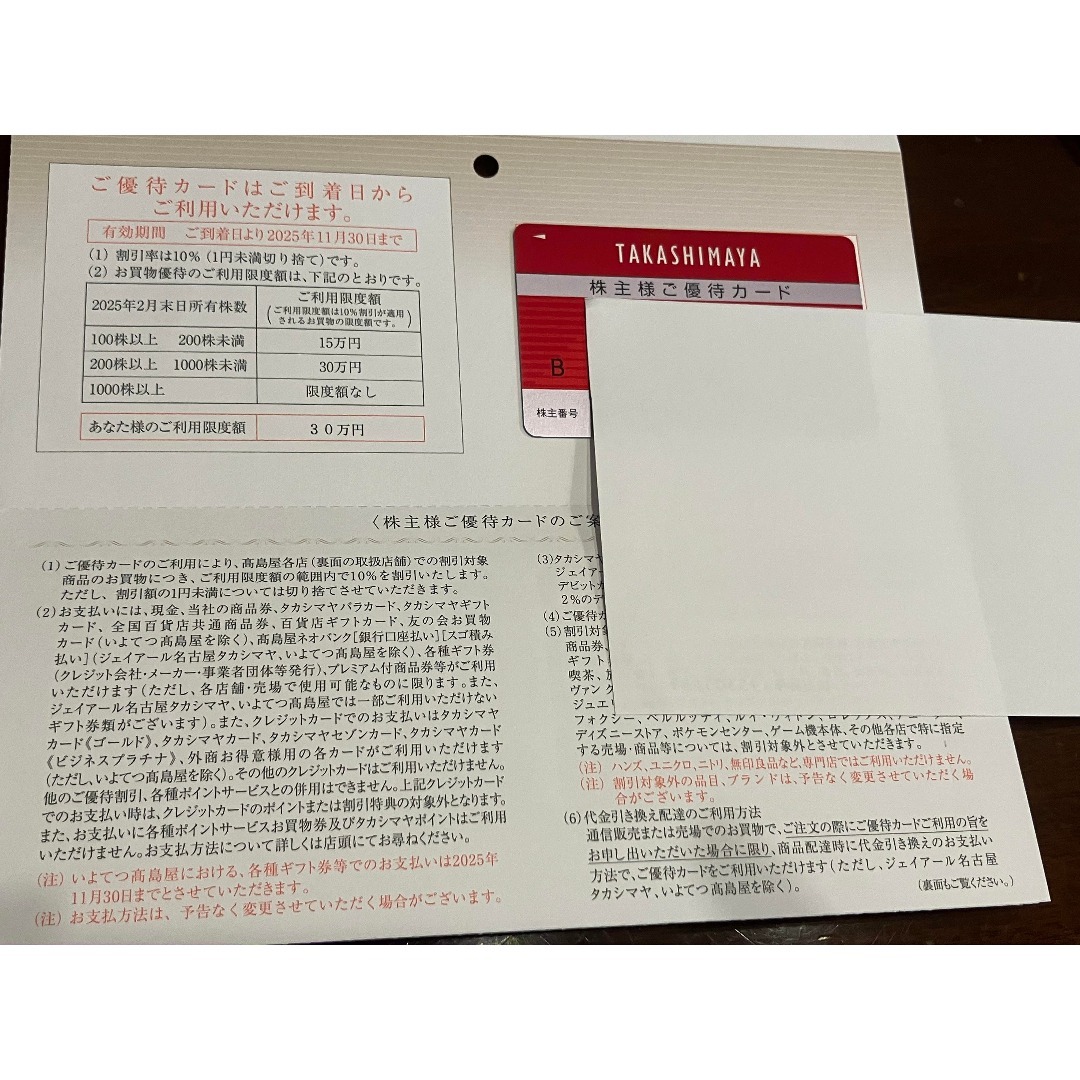 ご優待カードはご到着日から
ご利用いただけます。
有効期間　ご到着日より2025年11月30日まで
(1) 割引率は10% (1円未満切り捨て)です。
(2) お買物優待のご利用限度額は、下記のとおりです。
2025年2月末日所有株数
ご利用限度額
(ご利用限度額は10%割引が適用
されるお買物の限度額です。)
100株以上　200株未満　15万円
200株以上　1000株未満　30万円
1000株以上　限度額なし
あなた様のご利用限度額　３０万円
TAKASHIMAYA
株主様ご優待カード
B
株主番号
〈株主様ご優待カードのご案
(1)ご優待カードのご利用により、髙島屋各店(裏面の取扱店舗)での割引対象
商品のお買物につき、ご利用限度額の範囲内で10%を割引いたします。
ただし、割引額の1円未満については切り捨てさせていただきます。
(2)お支払いには、現金、当社の商品券、タカシマヤバラカード、タカシマヤギフト
カード、全国百貨店共通商品券、百貨店ギフトカード、友の会お買物
カード(いよてつ髙島屋を除く)、髙島屋ネオバンク[銀行口座払い][スゴ積み
払い](ジェイアール名古屋タカシマヤ、いよてつ髙島屋を除く)、各種ギフト券
(クレジット会社・メーカー・事業者団体等発行)、プレミアム付商品券等がご利用
いただけます(ただし、各店舗・売場で使用可能なものに限ります。また、
ジェイアール名古屋タカシマヤ、いよてつ髙島屋では一部ご利用いただけない
ギフト券類がございます)。また、クレジットカードでのお支払いはタカシマヤ
カード《ゴールド》、タカシマヤカード、タカシマヤセゾンカード、タカシマヤカード
《ビジネスプラチナ》、外商お得意様用の各カードがご利用いただけます
(ただし、いよてつ髙島屋を除く)。その他のクレジットカードはご利用いただけません。
他のご優待割引、各種ポイントサービスとの併用はできません。上記クレジットカード
でのお支払い時は、クレジットカードのポイントまたは割引特典の対象外となります。
また、お支払いに各種ポイントサービスお買物券及びタカシマヤポイントはご利用
いただけません。お支払方法について詳しくは店頭にてお尋ねください。
(注) いよてつ髙島屋における、各種ギフト券等でのお支払いは2025年
11月30日までとさせていただきます。
(注) お支払方法は、予告なく変更させていただく場合がございます。
(3)タカシマヤ
ジェイアー
デビットカ
2%のデ
(4)ご優待カ
(5)割引対象
商品券、
ギフト
喫茶、
ヴァンク
ジュエ
フォクシー、ベルルッティ、ルイ・ヴィトン、ロレックス、
ディズニーストア、ポケモンセンター、ゲーム機本体、その他各店で特に指定
する売場・商品等については、割引対象外とさせていただきます。
(注) ハンズ、ユニクロ、ニトリ、無印良品など、専門店ではご利用いただけません。
(注) 割引対象外の品目、ブランドは、予告なく変更させていただく場
合がございます。
(6)代金引き換え配達のご利用方法
通信販売または売場でのお買物で、ご注文の際にご優待カードご利用の旨を
お申し出いただいた場合に限り、商品配達時に代金引き換えのお支払い
方法で、ご優待カードをご利用いただけます(ただし、ジェイアール名古屋
タカシマヤ、いよてつ髙島屋を除く)。
(裏面もご覧ください。)